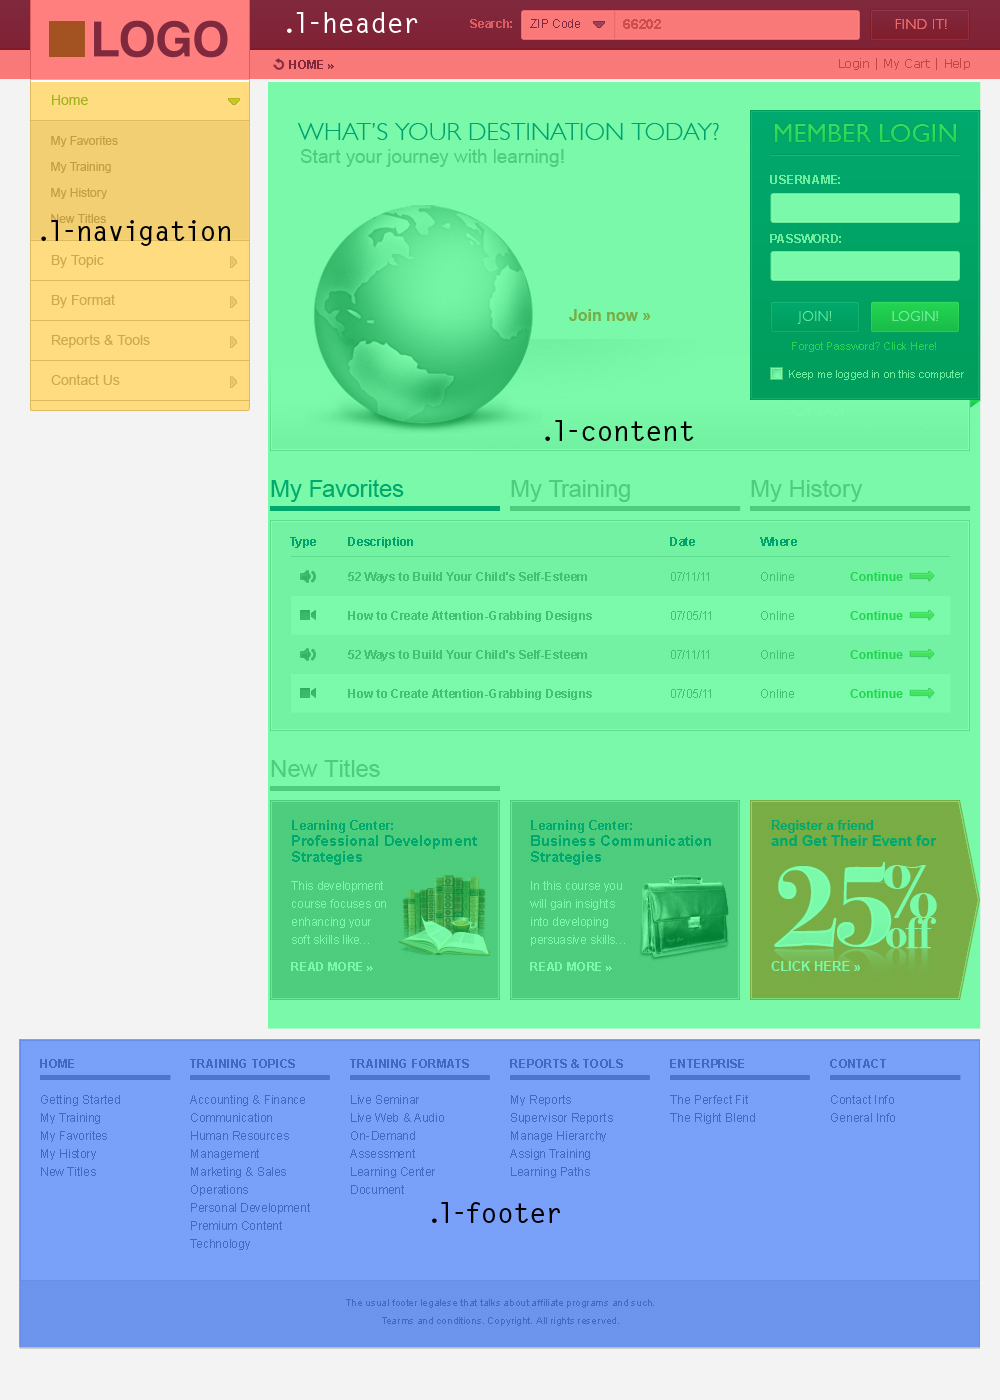 LOGO
.l-header
Search: ZIP Code 66202 FIND IT!
HOME »
Login | My Cart | Help
Home
My Favorites
My Training
My History
New Titles
.l-navigation
By Topic
By Format
Reports & Tools
Contact Us
WHAT'S YOUR DESTINATION TODAY?
Start your journey with learning!
Join now »
MEMBER LOGIN
USERNAME:
PASSWORD:
JOIN! LOGIN!
Forgot Password? Click Here!
Keep me logged in on this computer
.l-content
My Favorites My Training My History
Type Description Date Where
52 Ways to Build Your Child's Self-Esteem 07/11/11 Online Continue
How to Create Attention-Grabbing Designs 07/05/11 Online Continue
52 Ways to Build Your Child's Self-Esteem 07/11/11 Online Continue
How to Create Attention-Grabbing Designs 07/05/11 Online Continue
New Titles
Learning Center:
Professional Development
Strategies
This development
course focuses on
enhancing your
soft skills like...
READ MORE »
Learning Center:
Business Communication
Strategies
In this course you
will gain insights
into developing
persuasive skills...
READ MORE »
Register a friend
and Get Their Event for
25% off
CLICK HERE »
HOME
Getting Started
My Training
My Favorites
My History
New Titles
TRAINING TOPICS
Accounting & Finance
Communication
Human Resources
Management
Marketing & Sales
Operations
Personal Development
Premium Content
Technology
TRAINING FORMATS
Live Seminar
Live Web & Audio
On-Demand
Assessment
Learning Center
Document
REPORTS & TOOLS
My Reports
Supervisor Reports
Manage Hierarchy
Assign Training
Learning Paths
ENTERPRISE
The Perfect Fit
The Right Blend
CONTACT
Contact Info
General Info
.l-footer
The usual footer legalese that talks about affiliate programs and such.
Tearms and conditions. Copyright. All rights reserved.